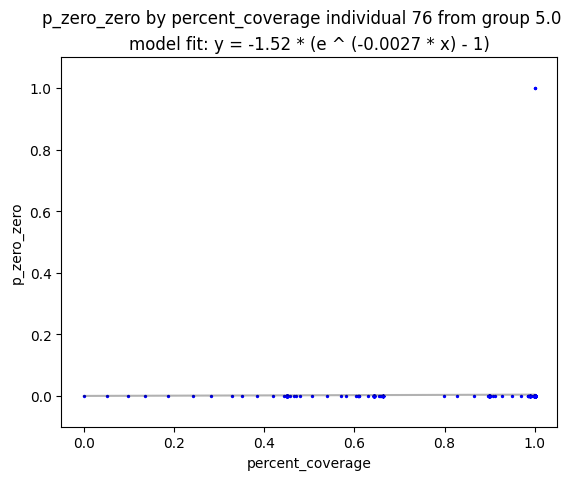 p_zero_zero by percent_coverage individual 76 from group 5.0
model fit: y = -1.52 * (e ^ (-0.0027 * x) - 1)
1.0
0.8
0.6
0.4
0.2
0.0
p_zero_zero
0.0 0.2 0.4 0.6 0.8 1.0
percent_coverage